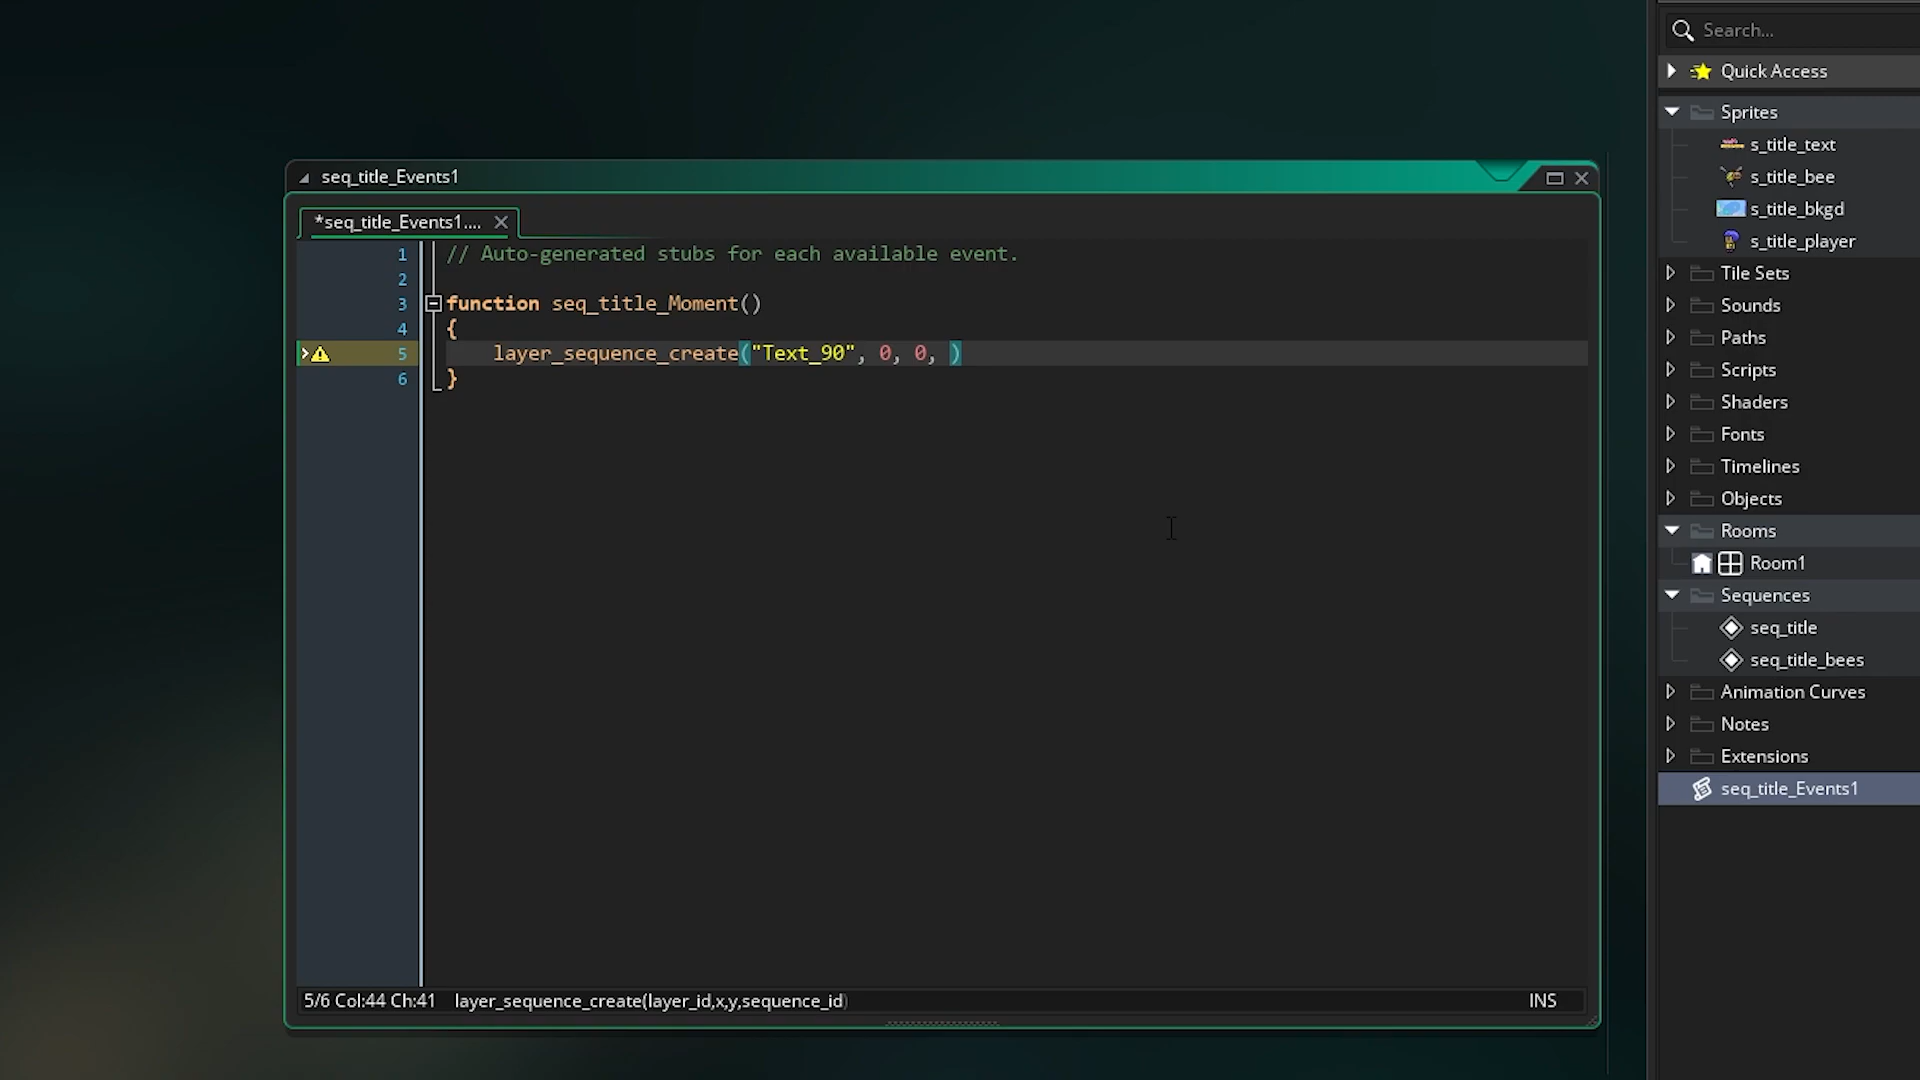 seq_title_Events1
*seq_title_Events1....
1 // Auto-generated stubs for each available event.
2
3 function seq_title_Moment()
4 {
5 layer_sequence_create("Text_90", 0, 0, )
6 }
5/6 Col:44 Ch:41 layer_sequence_create(layer_id,x,y,sequence_id)
INS
Search...
Quick Access
Sprites
s_title_text
s_title_bee
s_title_bkgd
s_title_player
Tile Sets
Sounds
Paths
Scripts
Shaders
Fonts
Timelines
Objects
Rooms
Room1
Sequences
seq_title
seq_title_bees
Animation Curves
Notes
Extensions
seq_title_Events1